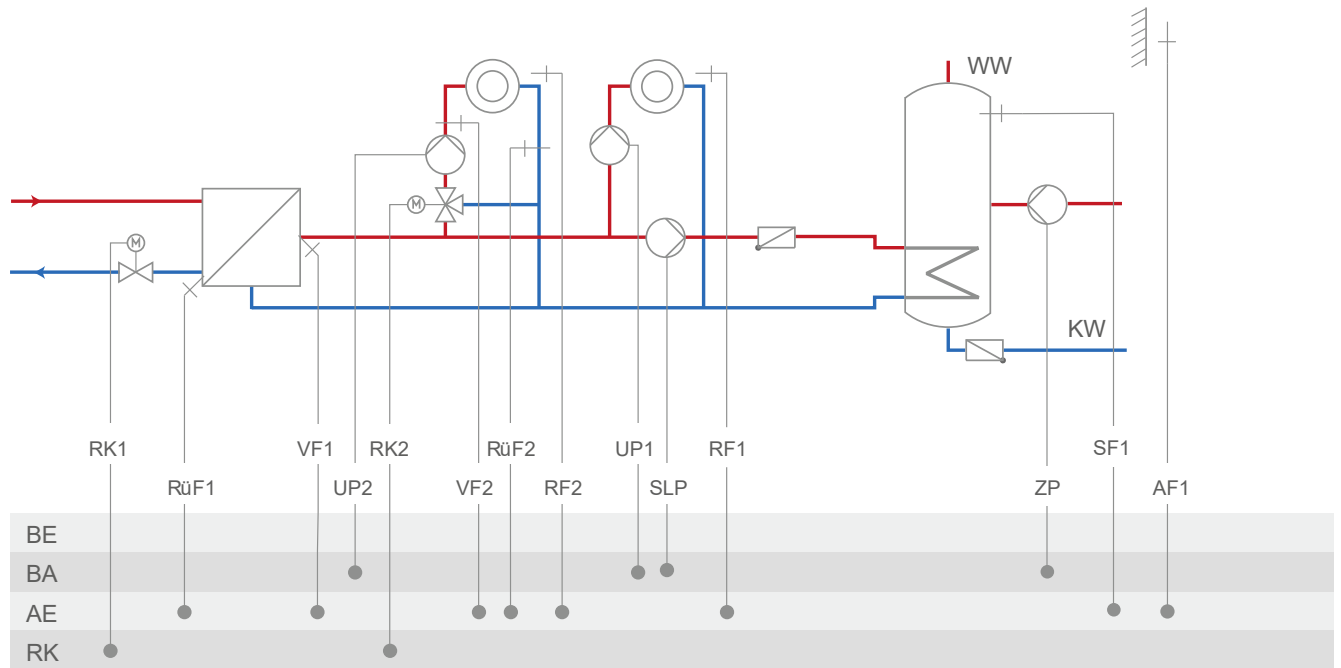 WW
M
M
KW
RK1
VF1
RK2
RüF2
UP1
RF1
SF1
RüF1
UP2
VF2
RF2
SLP
ZP
AF1
BE
BA
AE
RK